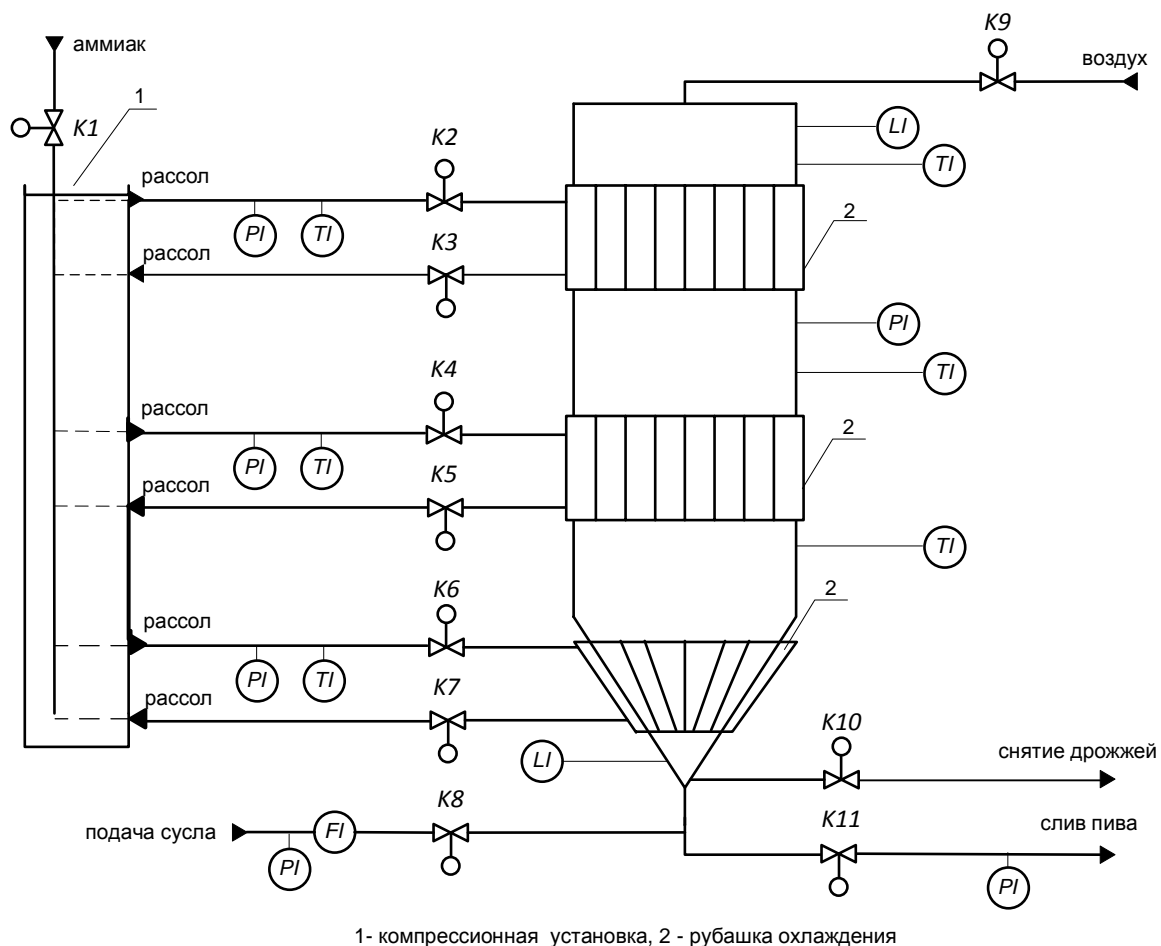 K9
аммиак
воздух
1
K1
K2
LI
TI
рассол
PI
TI
K3
2
рассол
PI
K4
TI
рассол
PI
TI
K5
2
рассол
TI
K6
2
рассол
PI
TI
K7
рассол
K10
LI
снятие дрожжей
K8
K11
подача сусла
FI
слив пива
PI
PI
1- компрессионная установка, 2 - рубашка охлаждения